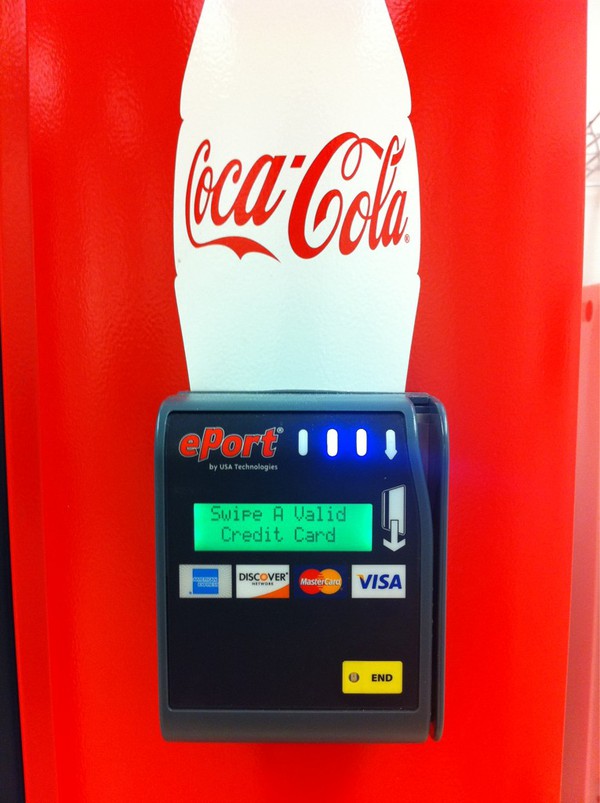 Coca-Cola®
ePort®
by USA Technologies
Swipe A Valid
Credit Card
AMERICAN EXPRESS
DISCOVER®
NETWORK
MasterCard
VISA
END